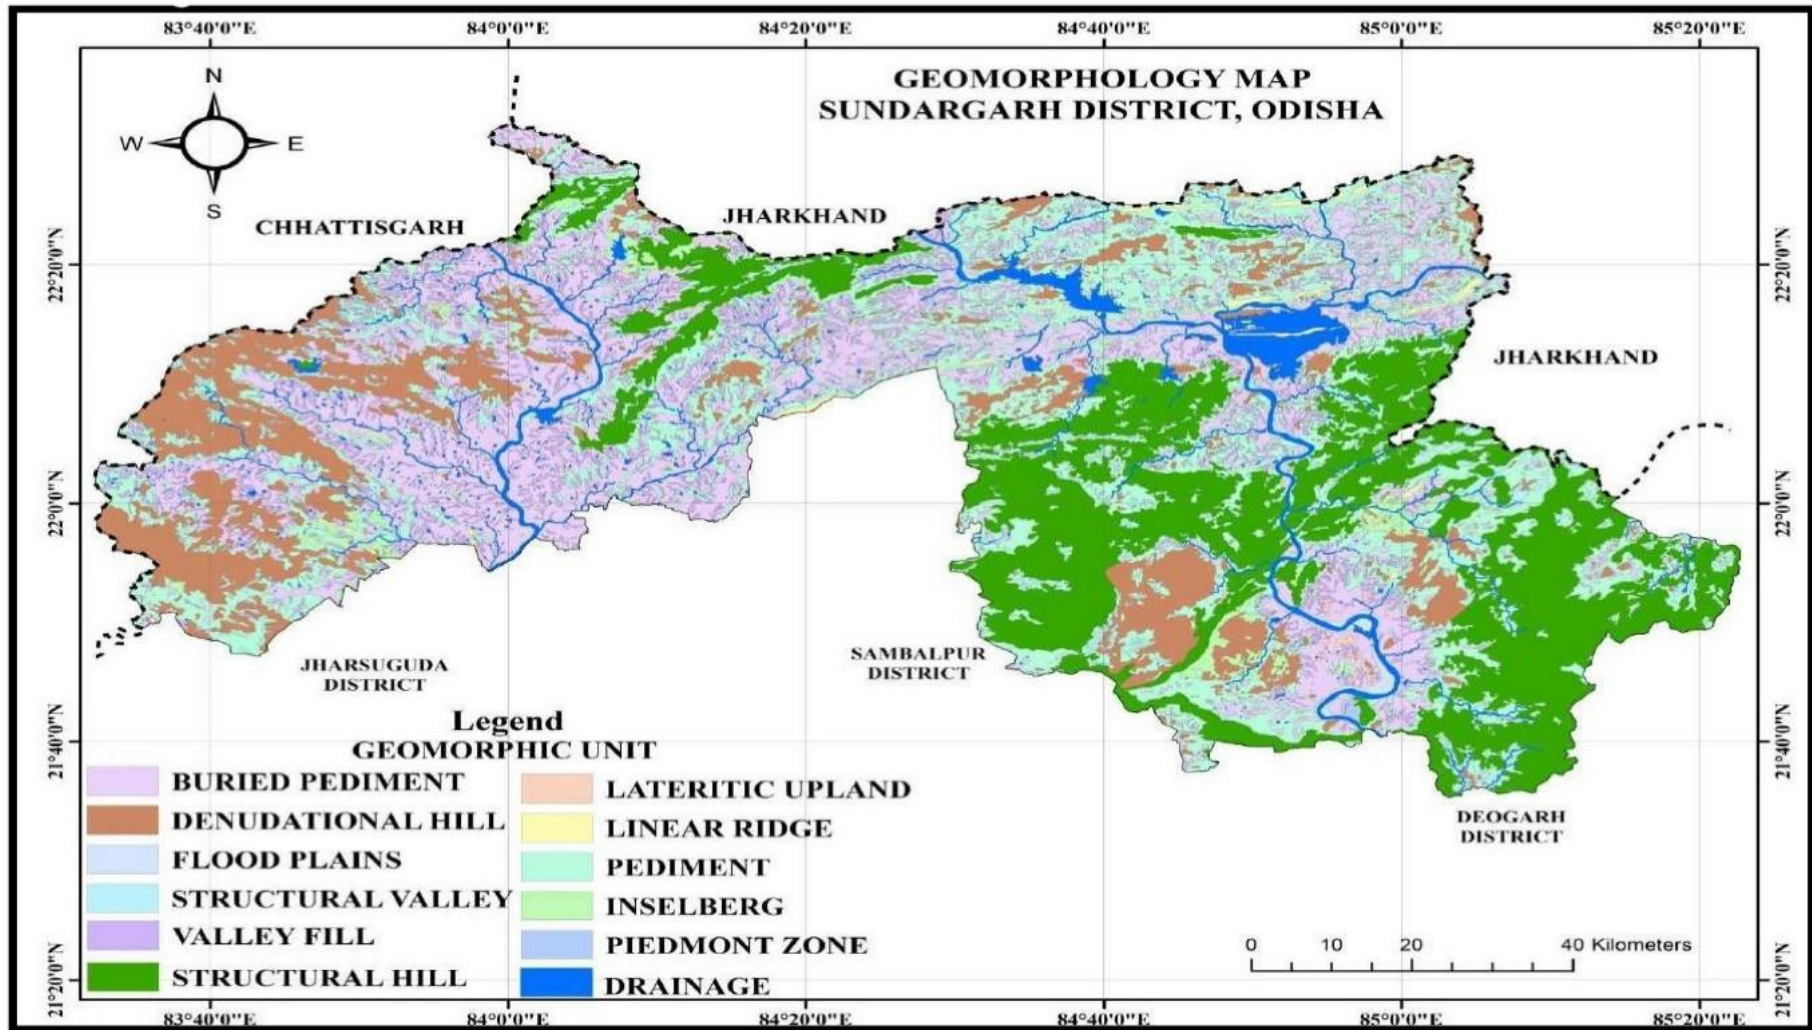 83°40'0"E 84°0'0"E 84°20'0"E 84°40'0"E 85°0'0"E 85°20'0"E
GEOMORPHOLOGY MAP
SUNDARGARH DISTRICT, ODISHA
N
W E
S
CHHATTISGARH
JHARKHAND
JHARKHAND
22°20'0"N 22°20'0"N
22°0'0"N 22°0'0"N
21°40'0"N 21°40'0"N
21°20'0"N 21°20'0"N
JHARSUGUDA
DISTRICT
SAMBALPUR
DISTRICT
DEOGARH
DISTRICT
Legend
GEOMORPHIC UNIT
BURIED PEDIMENT
DENUDATIONAL HILL
FLOOD PLAINS
STRUCTURAL VALLEY
VALLEY FILL
STRUCTURAL HILL
LATERITIC UPLAND
LINEAR RIDGE
PEDIMENT
INSELBERG
PIEDMONT ZONE
DRAINAGE
0 10 20 40 Kilometers
83°40'0"E 84°0'0"E 84°20'0"E 84°40'0"E 85°0'0"E 85°20'0"E